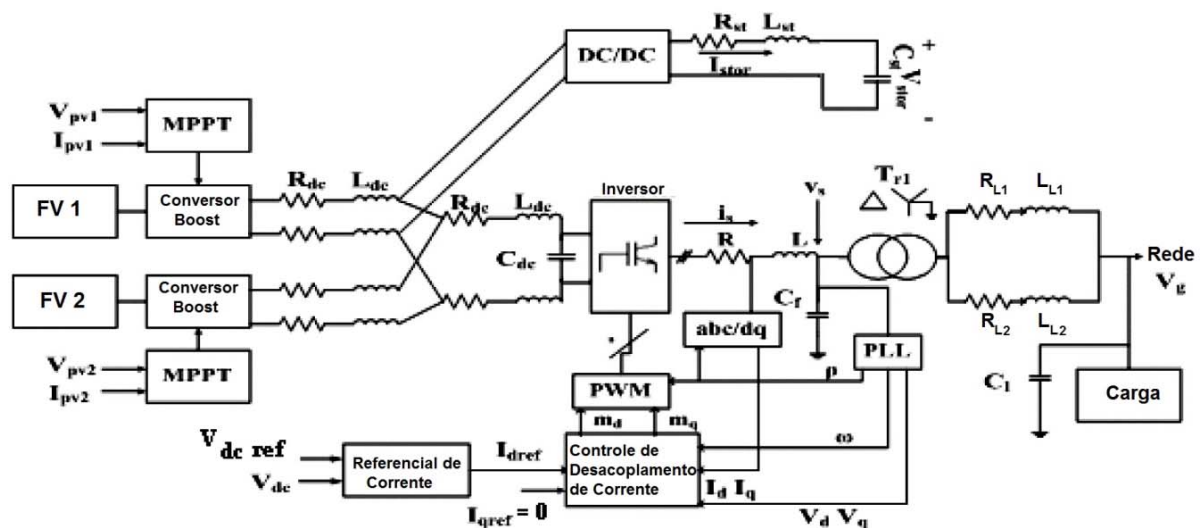 R_st L_st
DC/DC
I_stor
+
C_st V_stor
-
V_pv1
I_pv1
MPPT
FV 1
Conversor
Boost
R_dc L_dc
R_dc L_dc
C_dc
Inversor
i_s
R
L
v_s
T_r1
Δ
R_L1 L_L1
Rede
V_g
FV 2
Conversor
Boost
R_L2 L_L2
C_f
abc/dq
PLL
V_pv2
I_pv2
MPPT
PWM
ρ
C_l
Carga
m_d m_q
V_dc ref
V_dc
Referencial de
Corrente
I_dref
I_qref = 0
Controle de
Desacoplamento
de Corrente
ω
I_d I_q
V_d V_q